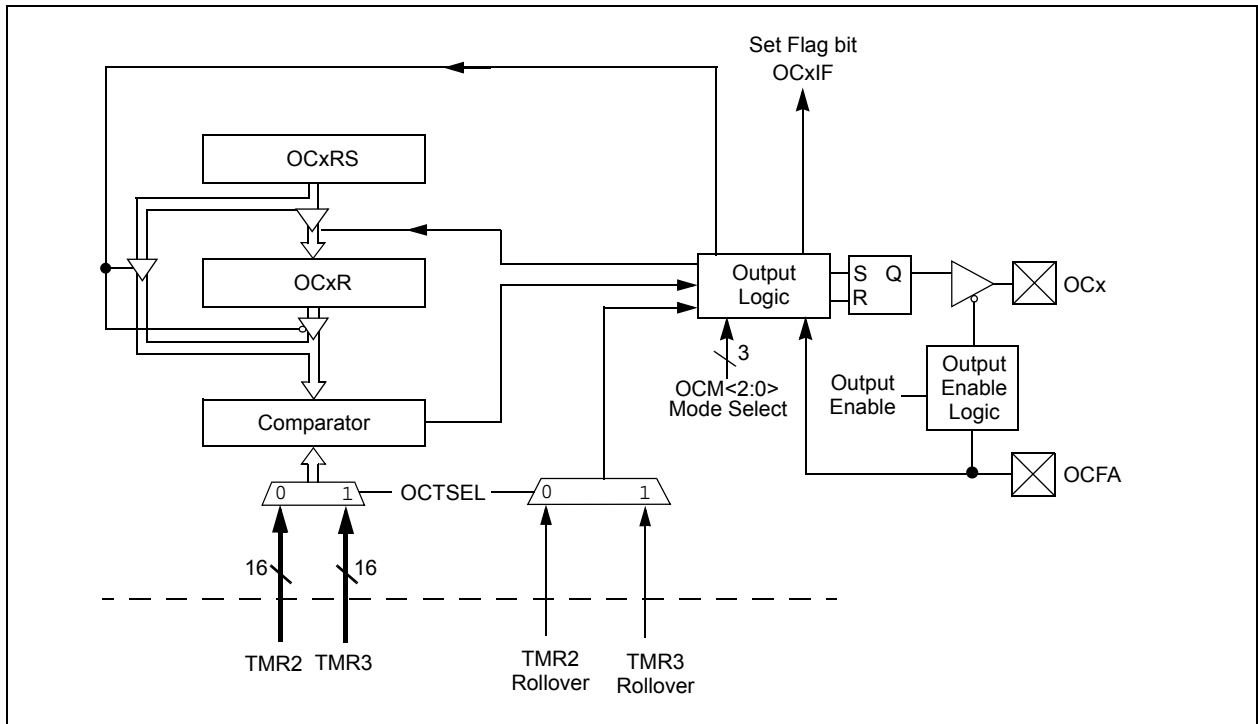 Set Flag bit
OCxIF
OCxRS
OCxR
Output
Logic
S Q
R
OCx
3
OCM<2:0>
Mode Select
Output
Enable
Output
Enable
Logic
Comparator
0 1
OCTSEL
0 1
OCFA
16
16
TMR2
TMR3
TMR2
Rollover
TMR3
Rollover